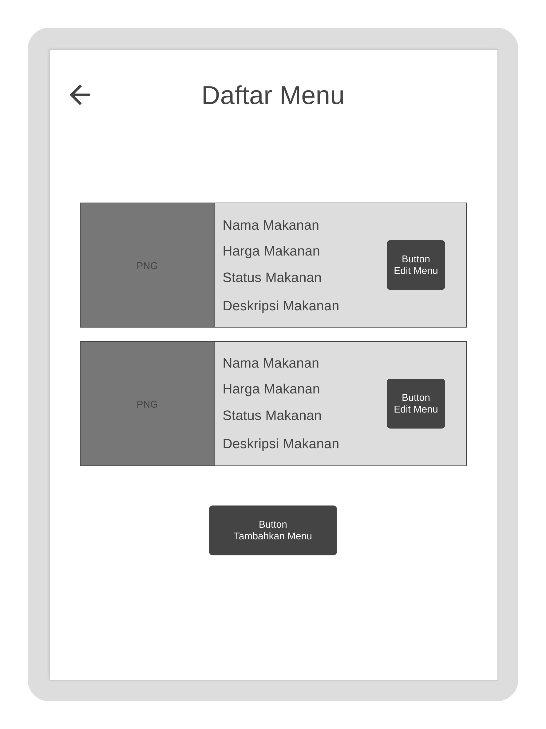 Daftar Menu
PNG
Nama Makanan
Harga Makanan
Status Makanan
Deskripsi Makanan
Button
Edit Menu
PNG
Nama Makanan
Harga Makanan
Status Makanan
Deskripsi Makanan
Button
Edit Menu
Button
Tambahkan Menu